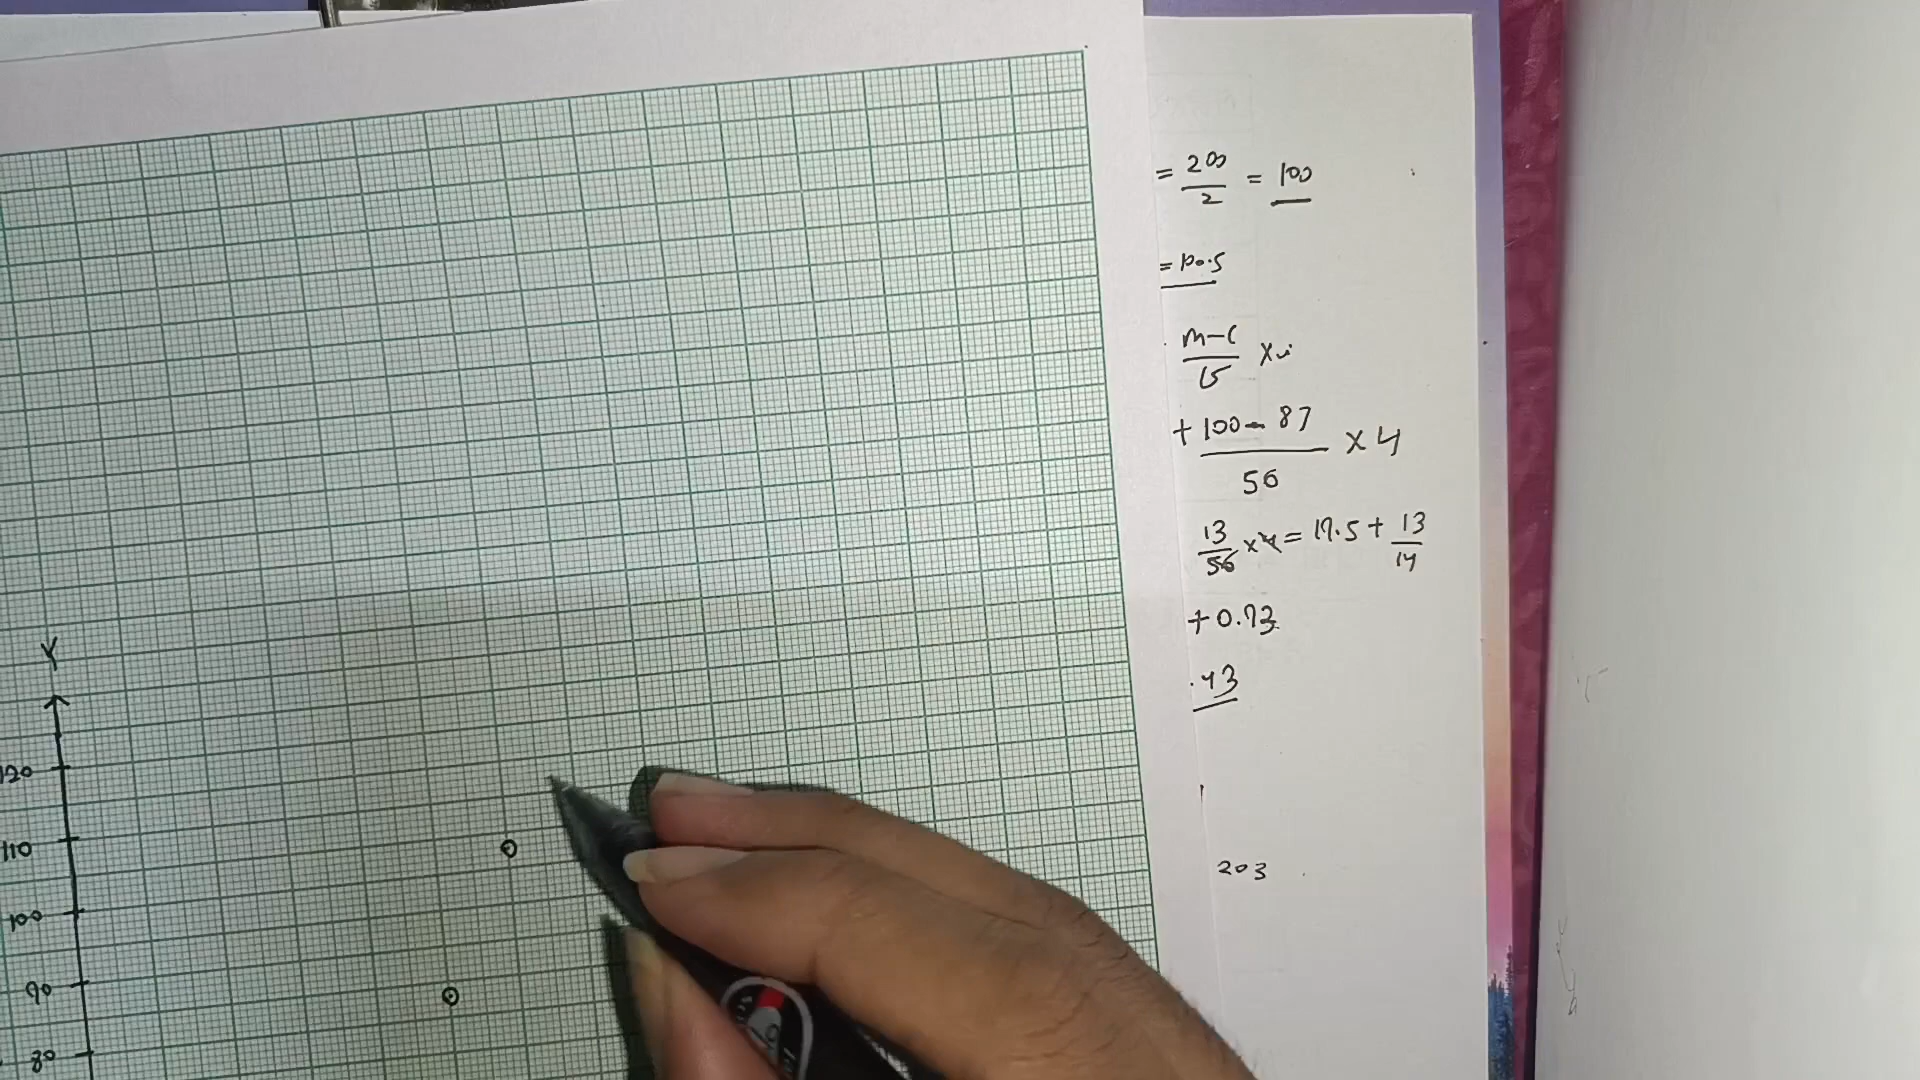 = 200/2 = 100
= 100.5
m-c/b × i
+ 100 - 87/56 × 4
13/56 × 4 = 17.5 + 13/14
+ 0.93
.43
203
Y
120
110
100
90
80